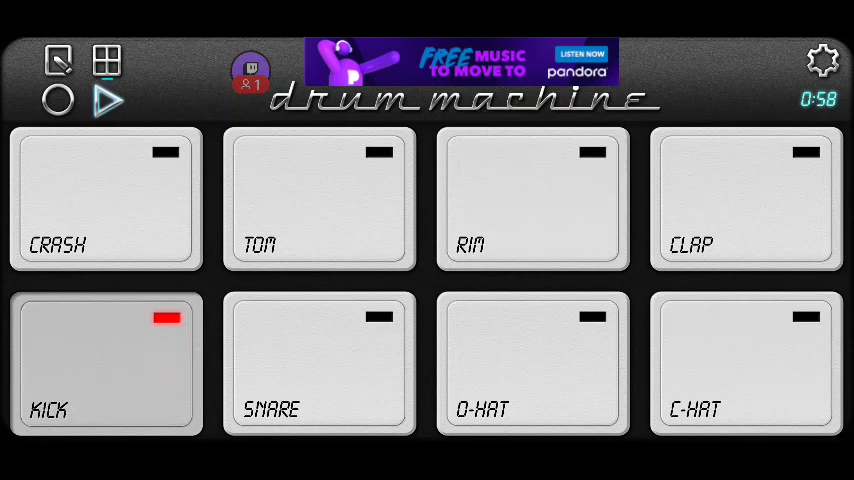 FREE MUSIC
TO MOVE TO
LISTEN NOW
pandora
1
drum machine
0:58
CRASH
TOM
RIM
CLAP
KICK
SNARE
O-HAT
C-HAT